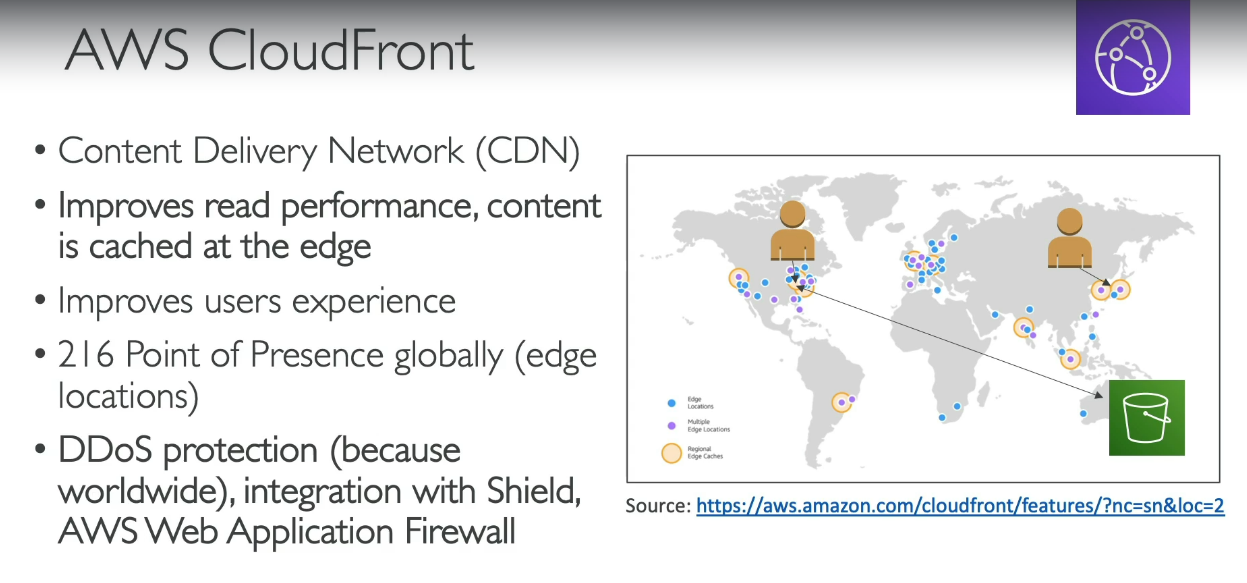 AWS CloudFront
• Content Delivery Network (CDN)
• Improves read performance, content
is cached at the edge
• Improves users experience
• 216 Point of Presence globally (edge
locations)
• DDoS protection (because
worldwide), integration with Shield,
AWS Web Application Firewall
Edge
Locations
Multiple
Edge Locations
Regional
Edge Caches
Source: https://aws.amazon.com/cloudfront/features/?nc=sn&loc=2